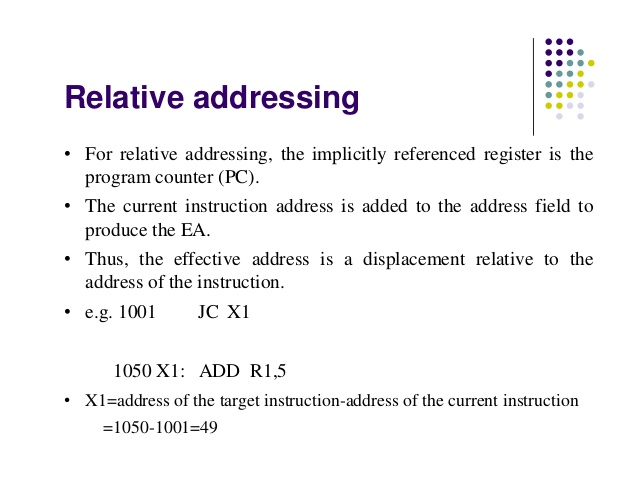 Relative addressing
• For relative addressing, the implicitly referenced register is the
program counter (PC).
• The current instruction address is added to the address field to
produce the EA.
• Thus, the effective address is a displacement relative to the
address of the instruction.
• e.g. 1001 JC X1
1050 X1: ADD R1,5
• X1=address of the target instruction-address of the current instruction
=1050-1001=49